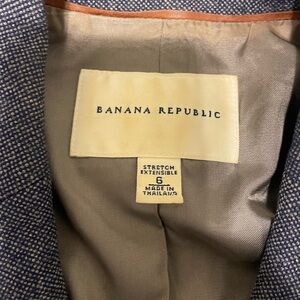 BANANA REPUBLIC
STRETCH
EXTENSIBLE
6
MADE IN
THAILAND